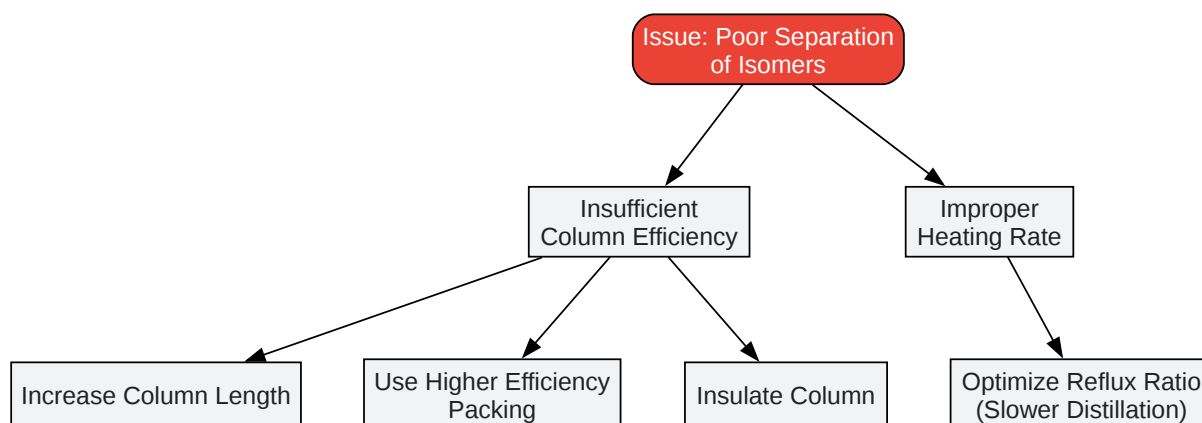 Issue: Poor Separation
of Isomers
Insufficient
Column Efficiency
Improper
Heating Rate
Increase Column Length
Use Higher Efficiency
Packing
Insulate Column
Optimize Reflux Ratio
(Slower Distillation)